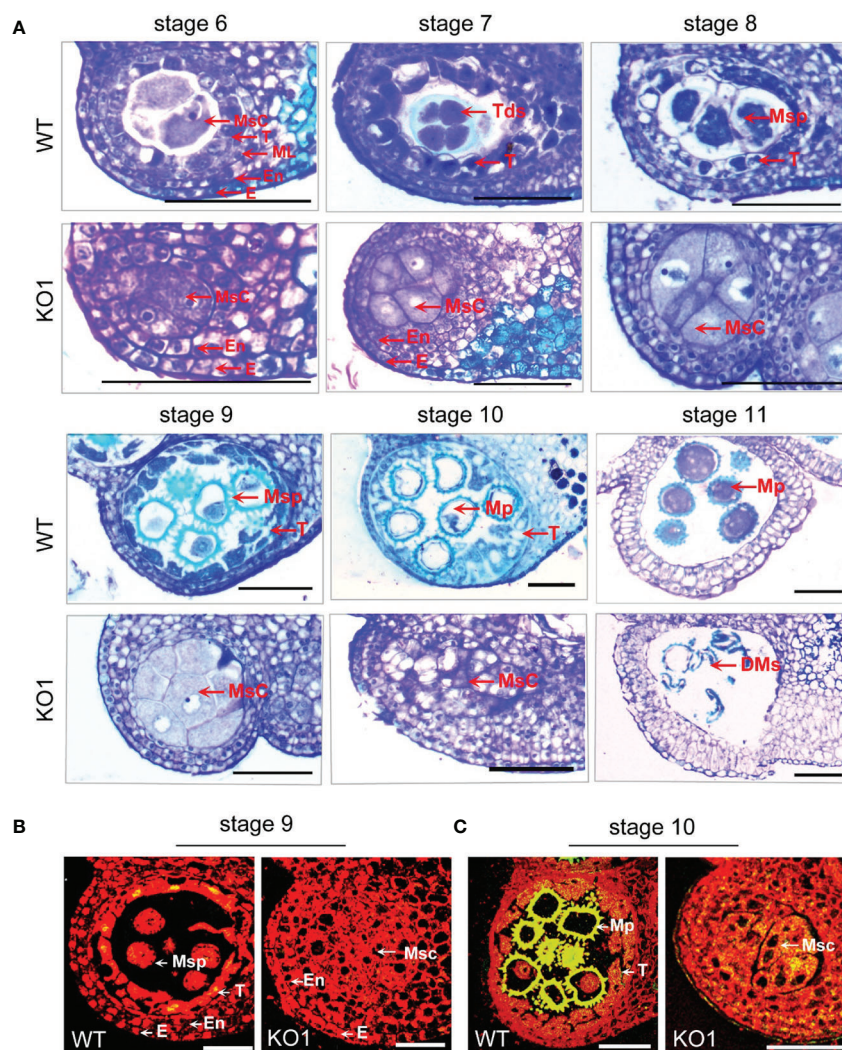 A
stage 6 stage 7 stage 8
WT
MsC
T
ML
En
E
Tds
T
Msp
T
KO1
MsC
En
E
MsC
En
E
MsC
stage 9 stage 10 stage 11
WT
Msp
T
Mp
T
Mp
KO1
MsC
MsC
DMs
B stage 9 C stage 10
Msp
T
En
E
WT
Msc
En
E
KO1
Mp
T
WT
Msc
KO1